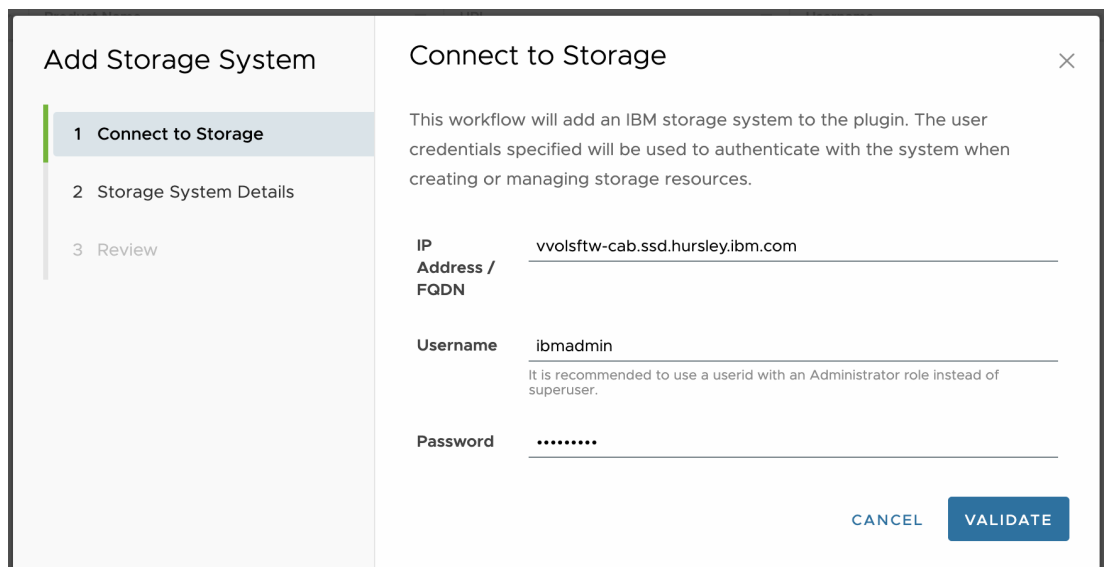 Add Storage System
1 Connect to Storage
2 Storage System Details
3 Review
Connect to Storage
This workflow will add an IBM storage system to the plugin. The user
credentials specified will be used to authenticate with the system when
creating or managing storage resources.
IP
Address /
FQDN
vvolsftw-cab.ssd.hursley.ibm.com
Username
ibmadmin
It is recommended to use a userid with an Administrator role instead of
superuser.
Password
•••••••••
CANCEL
VALIDATE